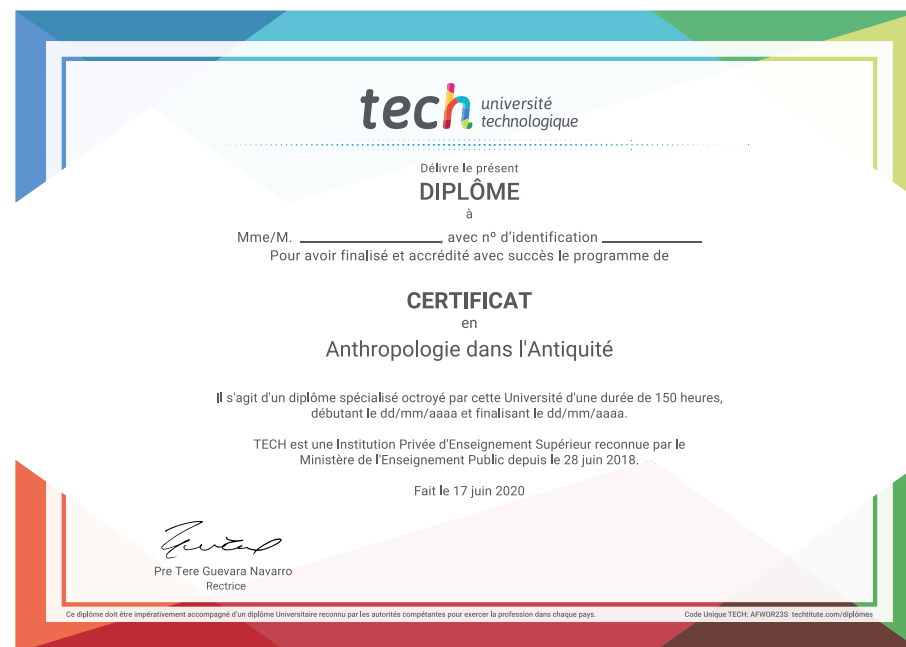 tech université
technologique
Délivre le présent
DIPLÔME
à
Mme/M. ____________, avec nº d'identification ____________
Pour avoir finalisé et accrédité avec succès le programme de
CERTIFICAT
en
Anthropologie dans l'Antiquité
Il s'agit d'un diplôme spécialisé octroyé par cette Université d'une durée de 150 heures,
débutant le dd/mm/aaaa et finalisant le dd/mm/aaaa.
TECH est une Institution Privée d'Enseignement Supérieur reconnue par le
Ministère de l'Enseignement Public depuis le 28 juin 2018.
Fait le 17 juin 2020
Pre Tere Guevara Navarro
Rectrice
Ce diplôme doit être impérativement accompagné d'un diplôme Universitaire reconnu par les autorités compétantes pour exercer la profession dans chaque pays.
Code Unique TECH: AFWOR23S techtitute.com/diplômes